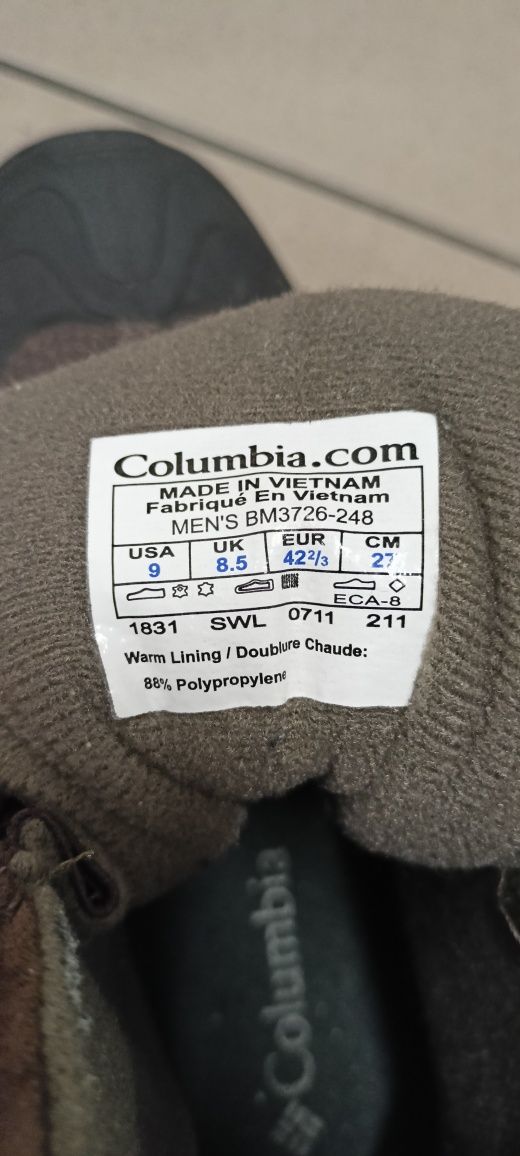 Columbia.com
MADE IN VIETNAM
Fabriqué En Vietnam
MEN'S BM3726-248
USA UK EUR CM
9 8.5 42²/₃ 27
ECA-8
1831 SWL 0711 211
Warm Lining / Doublure Chaude:
88% Polypropylene
Columbia